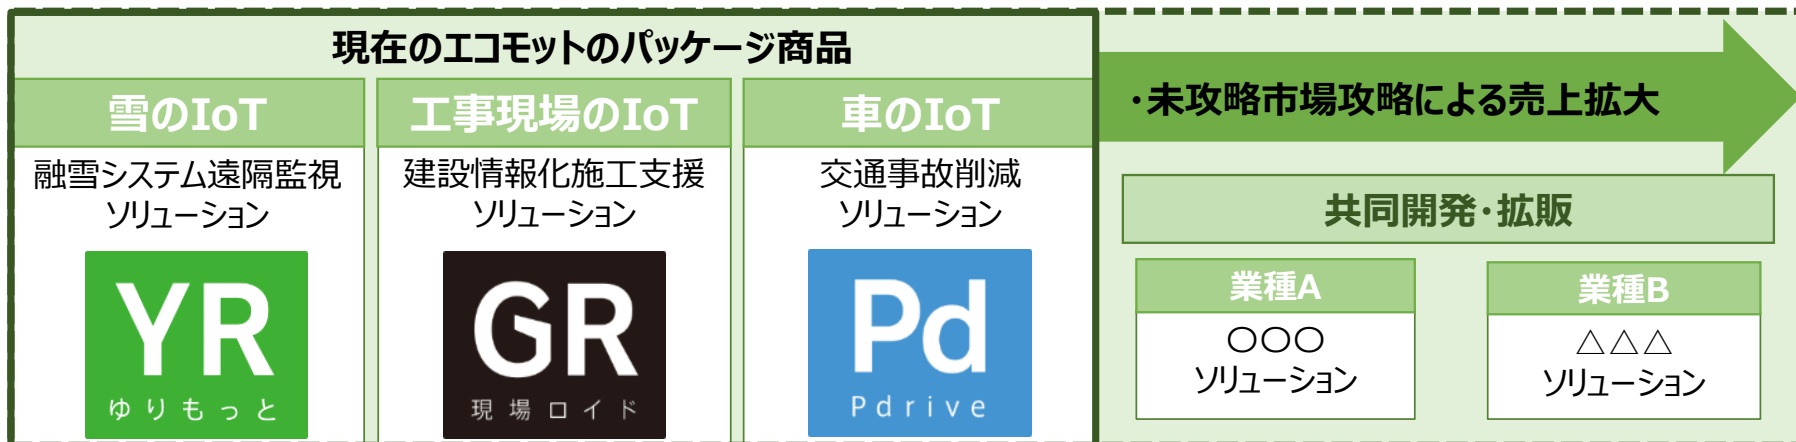 現在のエコモットのパッケージ商品
雪のIoT
融雪システム遠隔監視
ソリューション
YR
ゆりもっと
工事現場のIoT
建設情報化施工支援
ソリューション
GR
現場ロイド
車のIoT
交通事故削減
ソリューション
Pd
Pdrive
・未攻略市場攻略による売上拡大
共同開発・拡販
業種A
〇〇〇
ソリューション
業種B
△△△
ソリューション